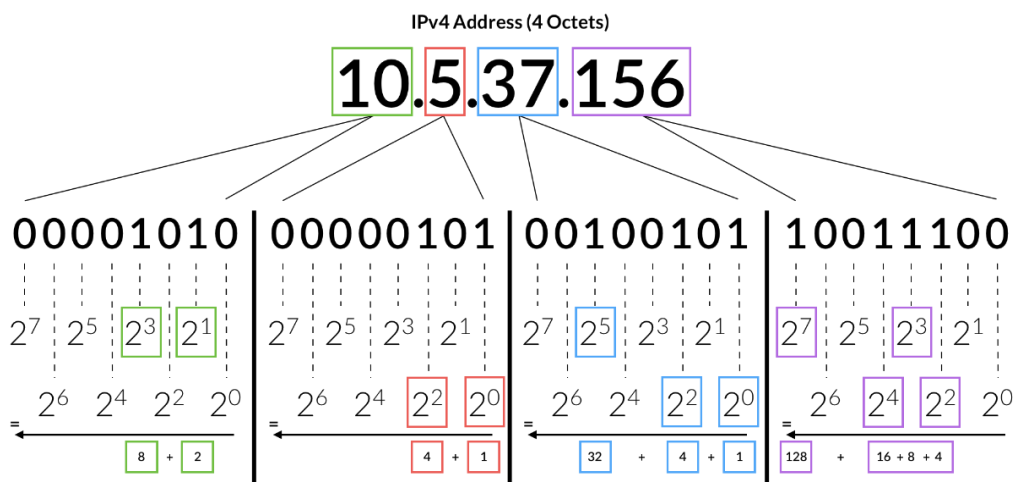 IPv4 Address (4 Octets)
10.5.37.156
00001010 00000101 00100101 10011100
2⁷ 2⁵ 2³ 2¹ 2⁷ 2⁵ 2³ 2¹ 2⁷ 2⁵ 2³ 2¹ 2⁷ 2⁵ 2³ 2¹
2⁶ 2⁴ 2² 2⁰ 2⁶ 2⁴ 2² 2⁰ 2⁶ 2⁴ 2² 2⁰ 2⁶ 2⁴ 2² 2⁰
= = = =
8 + 2 4 + 1 32 + 4 + 1 128 + 16 + 8 + 4